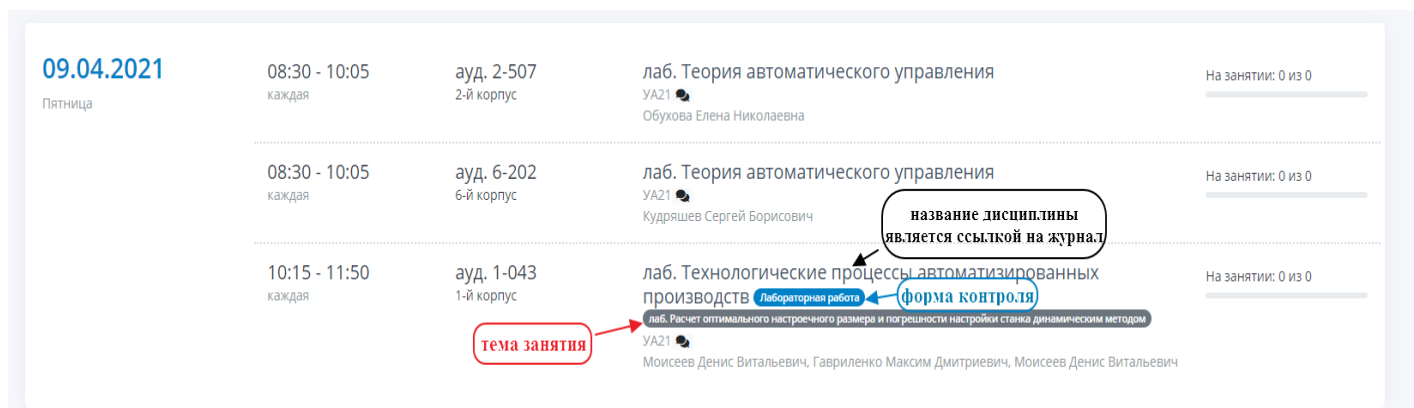 09.04.2021
Пятница
08:30 - 10:05
каждая
ауд. 2-507
2-й корпус
лаб. Теория автоматического управления
УА21
Обухова Елена Николаевна
На занятии: 0 из 0
08:30 - 10:05
каждая
ауд. 6-202
6-й корпус
лаб. Теория автоматического управления
УА21
Кудряшев Сергей Борисович
На занятии: 0 из 0
название дисциплины
является ссылкой на журнал
10:15 - 11:50
каждая
ауд. 1-043
1-й корпус
лаб. Технологические процессы автоматизированных
производств Лабораторная работа
форма контроля
лаб. Расчет оптимального настроечного размера и погрешности настройки станка динамическим методом
тема занятия
УА21
Моисеев Денис Витальевич, Гавриленко Максим Дмитриевич, Моисеев Денис Витальевич
На занятии: 0 из 0